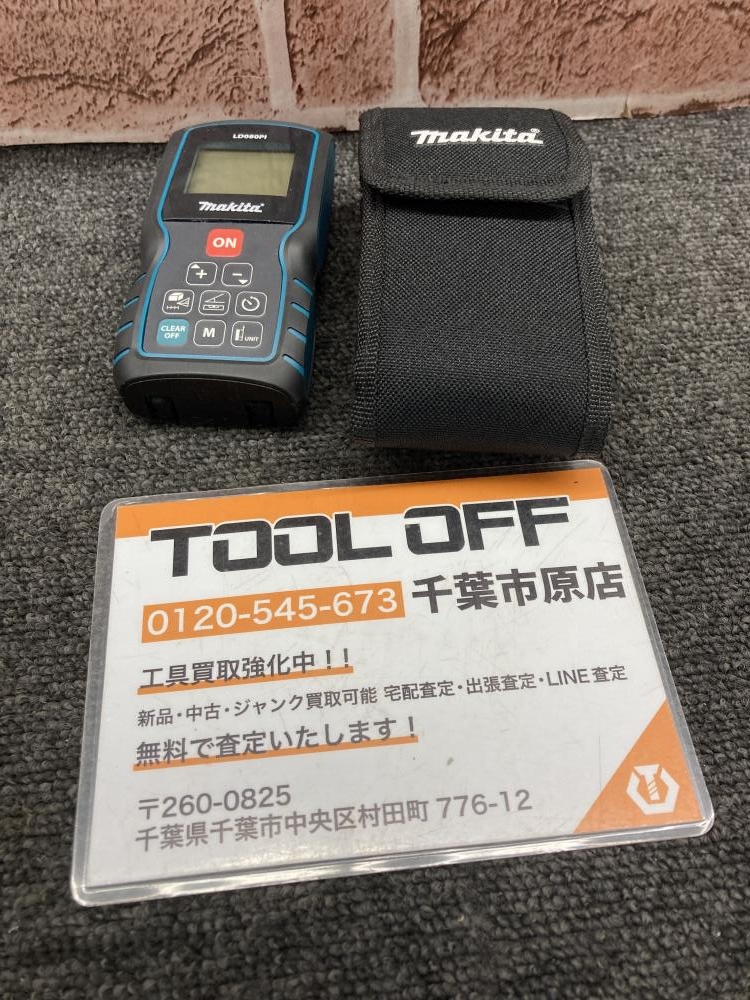 LD080PI
makita
ON
+
−
CLEAR
OFF
M
UNIT
makita
TOOL OFF
0120-545-673 千葉市原店
工具買取強化中!!
新品・中古・ジャンク買取可能 宅配査定・出張査定・LINE査定
無料で査定いたします!
〒260-0825
千葉県千葉市中央区村田町 776-12